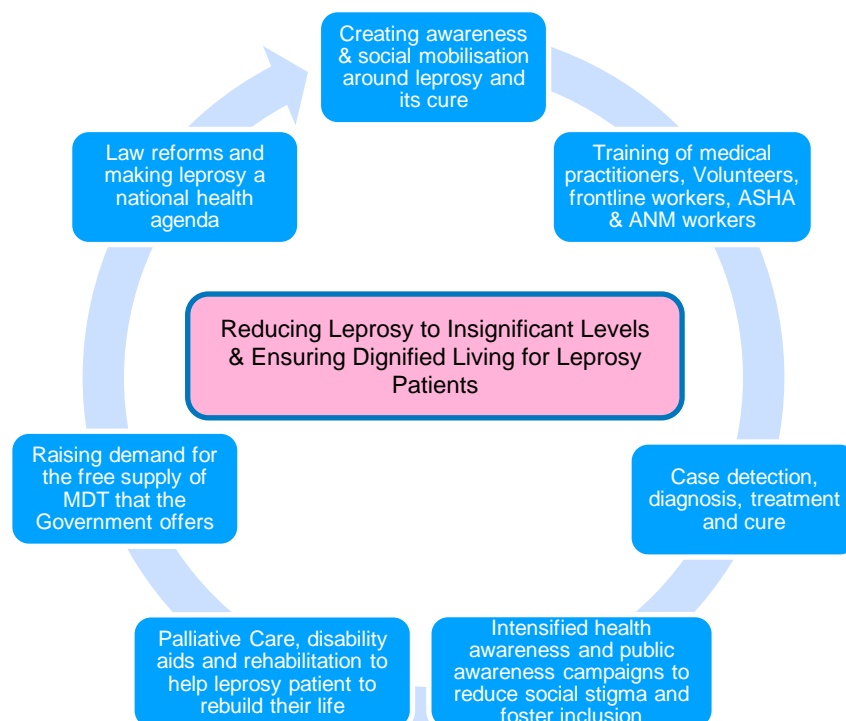 Creating awareness
& social mobilisation
around leprosy and
its cure
Training of medical
practitioners, Volunteers,
frontline workers, ASHA
& ANM workers
Case detection,
diagnosis, treatment
and cure
Intensified health
awareness and public
awareness campaigns to
reduce social stigma and
foster inclusion
Palliative Care, disability
aids and rehabilitation to
help leprosy patient to
rebuild their life
Raising demand for
the free supply of
MDT that the
Government offers
Law reforms and
making leprosy a
national health
agenda
Reducing Leprosy to Insignificant Levels
& Ensuring Dignified Living for Leprosy
Patients